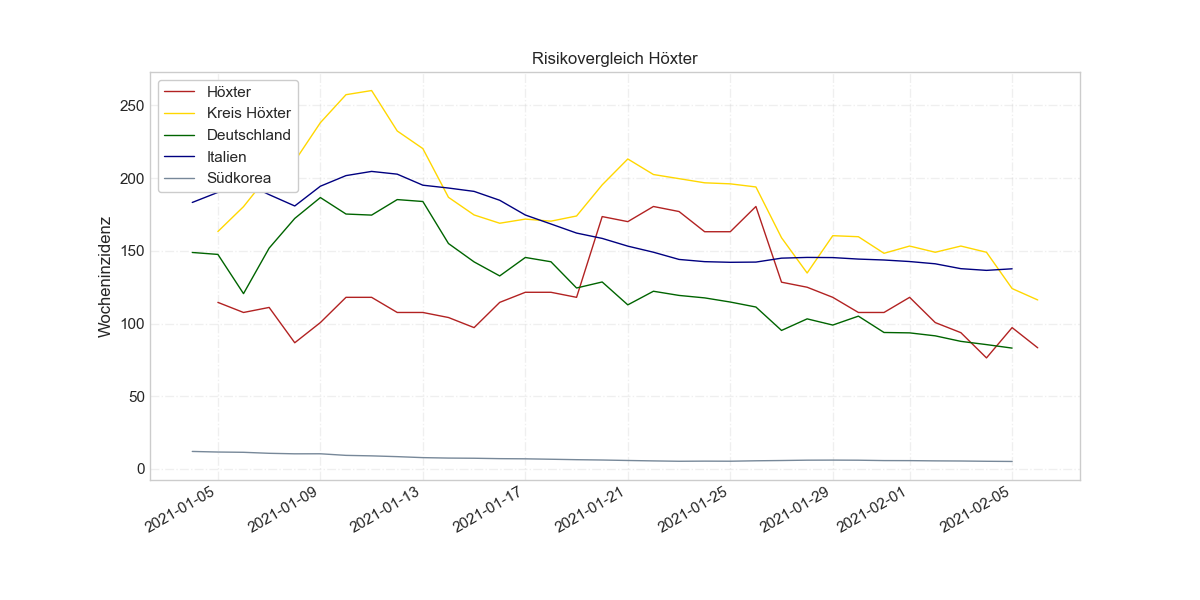 Risikovergleich Höxter
Höxter
Kreis Höxter
Deutschland
Italien
Südkorea
Wocheninzidenz
250
200
150
100
50
0
2021-01-05
2021-01-09
2021-01-13
2021-01-17
2021-01-21
2021-01-25
2021-01-29
2021-02-01
2021-02-05